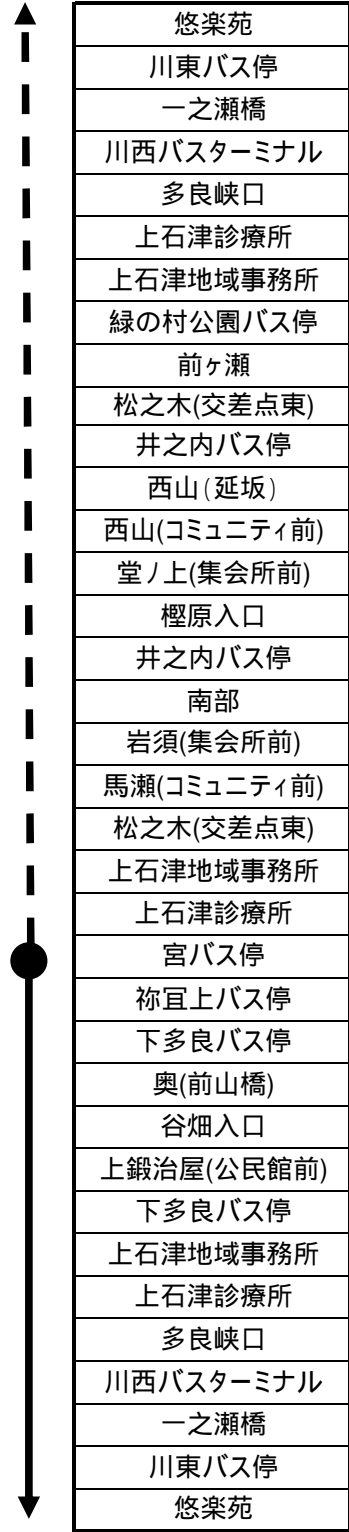 悠楽苑
川東バス停
一之瀬橋
川西バスターミナル
多良峡口
上石津診療所
上石津地域事務所
緑の村公園バス停
前ヶ瀬
松之木(交差点東)
井之内バス停
西山(延坂)
西山(コミュニティ前)
堂ノ上(集会所前)
樫原入口
井之内バス停
南部
岩須(集会所前)
馬瀬(コミュニティ前)
松之木(交差点東)
上石津地域事務所
上石津診療所
宮バス停
祢宜上バス停
下多良バス停
奥(前山橋)
谷畑入口
上鍛治屋(公民館前)
下多良バス停
上石津地域事務所
上石津診療所
多良峡口
川西バスターミナル
一之瀬橋
川東バス停
悠楽苑